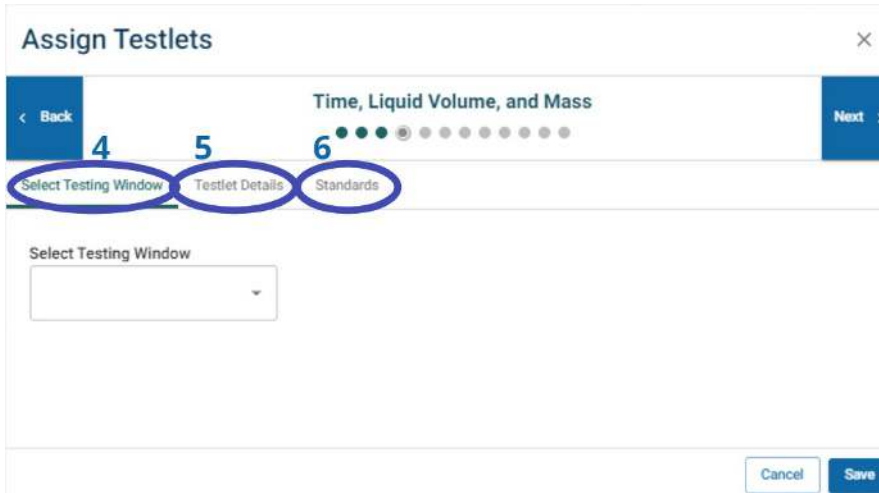 Assign Testlets
Back
Time, Liquid Volume, and Mass
Next
4 5 6
Select Testing Window Testlet Details Standards
Select Testing Window
Cancel Save